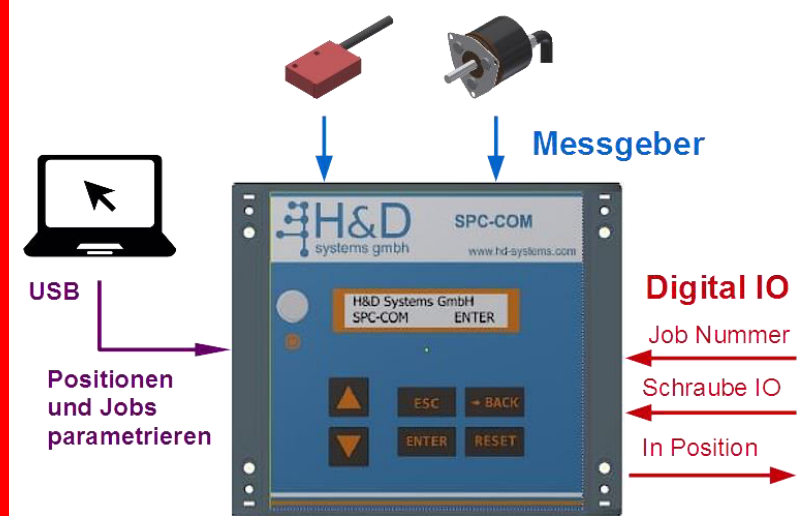 Messgeber
H&D
systems gmbh
SPC-COM
www.hd-systems.com
USB
H&D Systems GmbH
SPC-COM ENTER
Digital IO
Job Nummer
Positionen
und Jobs
parametrieren
Schraube IO
ESC
BACK
ENTER
RESET
In Position